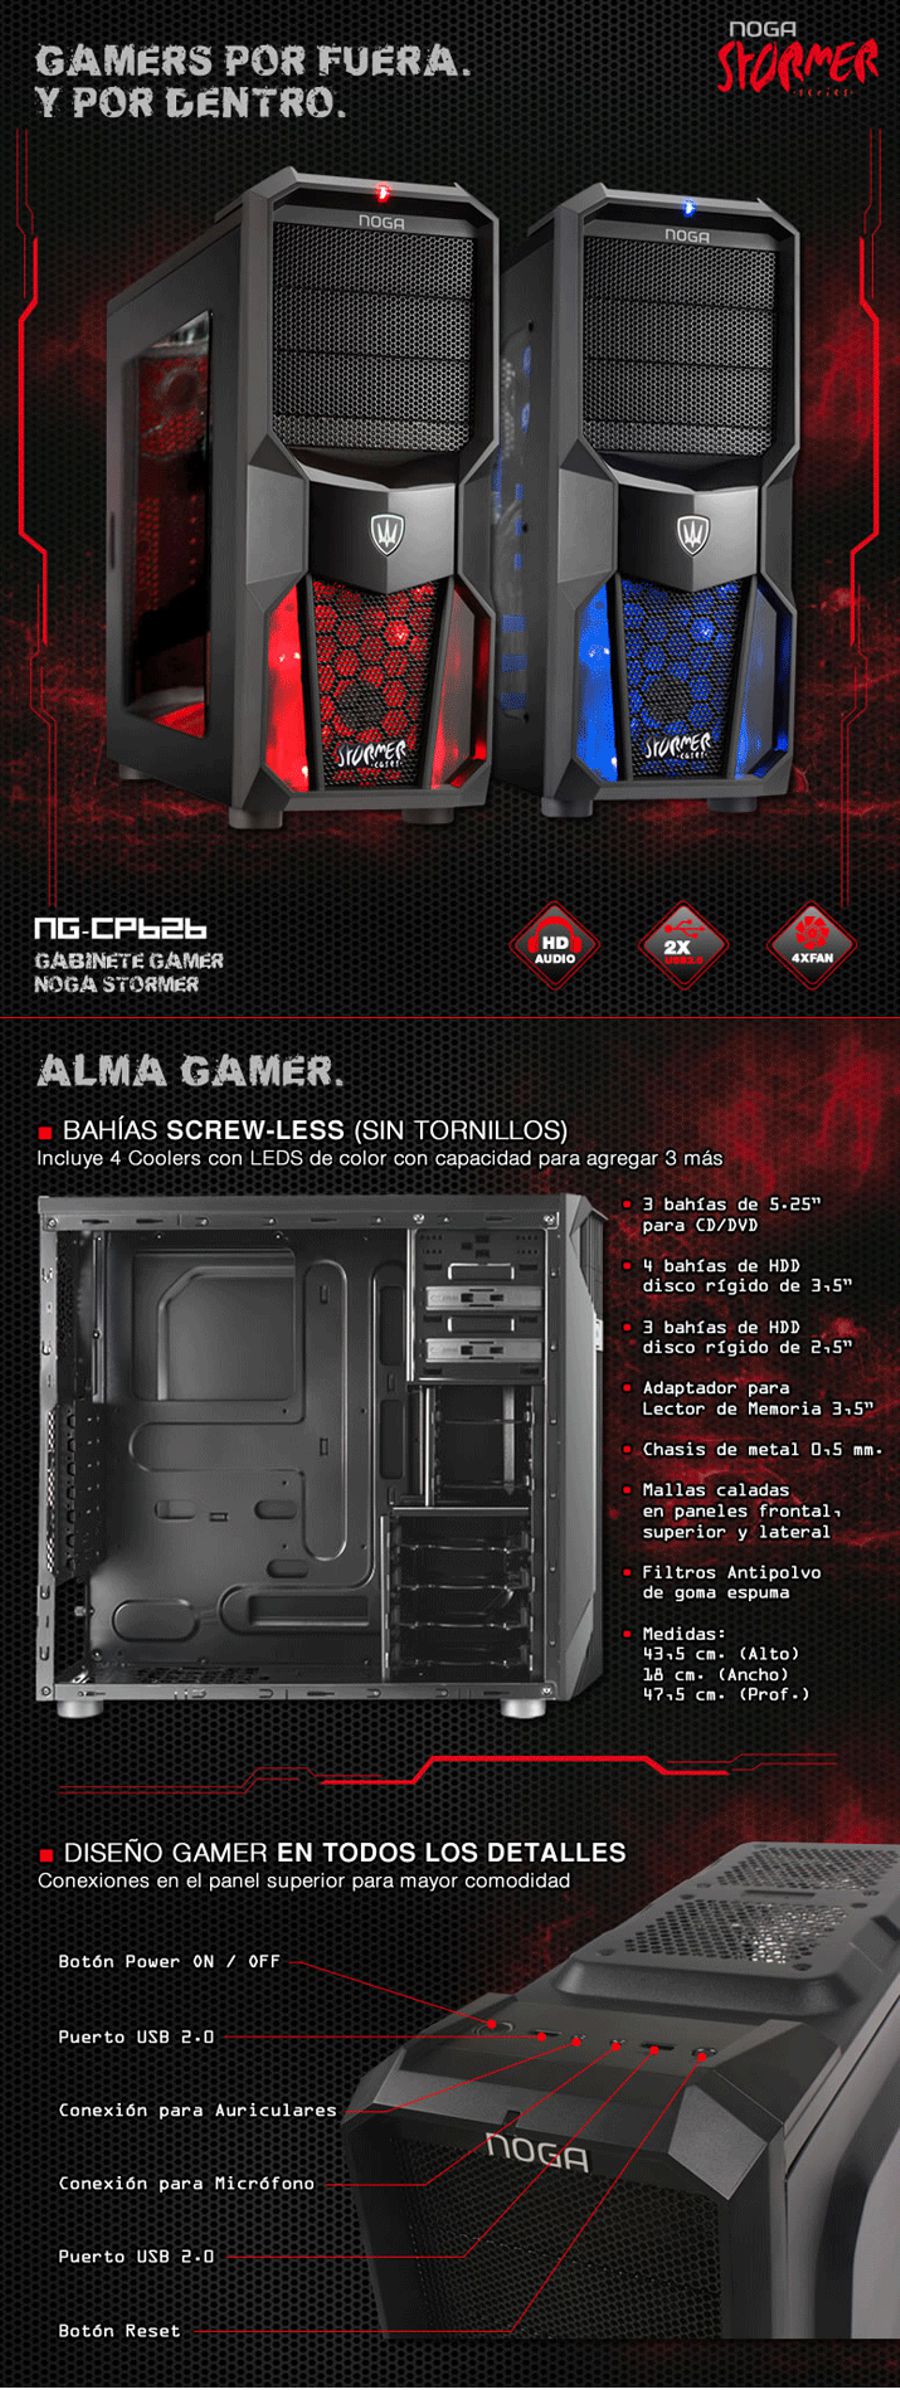 NOGA
STORMER
series
GAMERS POR FUERA.
Y POR DENTRO.
NOGA
NOGA
STORMER
STORMER
NG-CP626
GABINETE GAMER
NOGA STORMER
HD
AUDIO
2X
USB2.0
4XFAN
ALMA GAMER.
BAHÍAS SCREW-LESS (SIN TORNILLOS)
Incluye 4 Coolers con LEDS de color con capacidad para agregar 3 más
3 bahías de 5.25"
para CD/DVD
4 bahías de HDD
disco rígido de 3,5"
3 bahías de HDD
disco rígido de 2,5"
Adaptador para
Lector de Memoria 3,5"
Chasis de metal 0,5 mm.
Mallas caladas
en paneles frontal,
superior y lateral
Filtros Antipolvo
de goma espuma
Medidas:
43,5 cm. (Alto)
18 cm. (Ancho)
47,5 cm. (Prof.)
DISEÑO GAMER EN TODOS LOS DETALLES
Conexiones en el panel superior para mayor comodidad
Botón Power ON / OFF
Puerto USB 2.0
Conexión para Auriculares
Conexión para Micrófono
Puerto USB 2.0
Botón Reset
NOGA